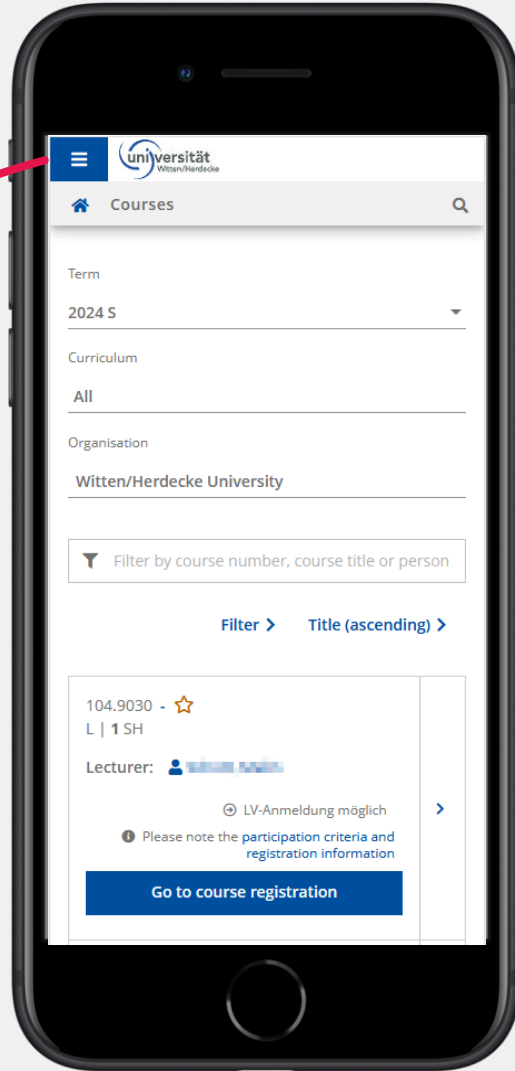 universität
Witten/Herdecke
Courses
Term
2024 S
Curriculum
All
Organisation
Witten/Herdecke University
Filter by course number, course title or person
Filter Title (ascending)
104.9030 -
L | 1 SH
Lecturer:
LV-Anmeldung möglich
Please note the participation criteria and
registration information
Go to course registration